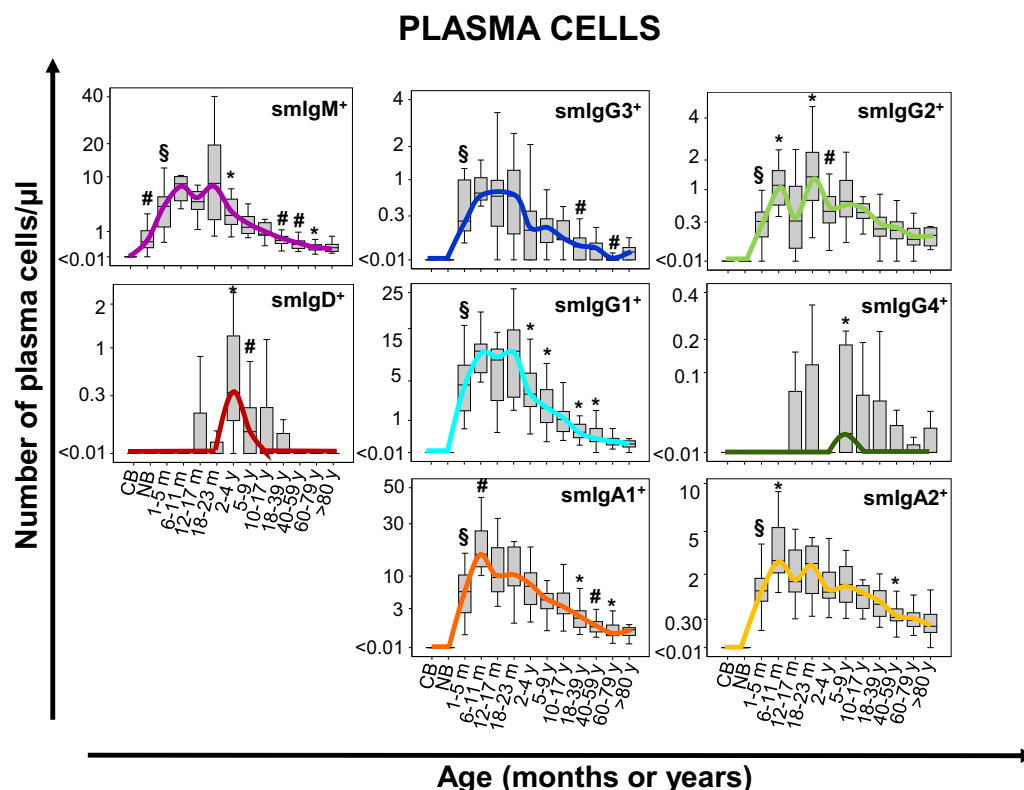 PLASMA CELLS
Number of plasma cells/µl
smIgM⁺
40
20
10
1
<0.01
#
§
*
#
#
*
smIgG3⁺
4
2
1
0.3
<0.01
§
#
#
smIgG2⁺
4
2
1
0.3
<0.01
§
*
*
#
smIgD⁺
2
1
0.3
<0.01
*
#
CB
NB
1-5 m
6-11 m
12-17 m
18-23 m
2-4 y
5-9 y
10-17 y
18-39 y
40-59 y
60-79 y
>80 y
smIgG1⁺
25
15
5
1
<0.01
§
*
*
*
*
smIgG4⁺
0.4
0.2
0.1
<0.01
*
smIgA1⁺
50
30
10
3
<0.01
§
#
*
#
*
CB
NB
1-5 m
6-11 m
12-17 m
18-23 m
2-4 y
5-9 y
10-17 y
18-39 y
40-59 y
60-79 y
>80 y
smIgA2⁺
10
5
2
0.30
<0.01
§
*
*
CB
NB
1-5 m
6-11 m
12-17 m
18-23 m
2-4 y
5-9 y
10-17 y
18-39 y
40-59 y
60-79 y
>80 y
Age (months or years)